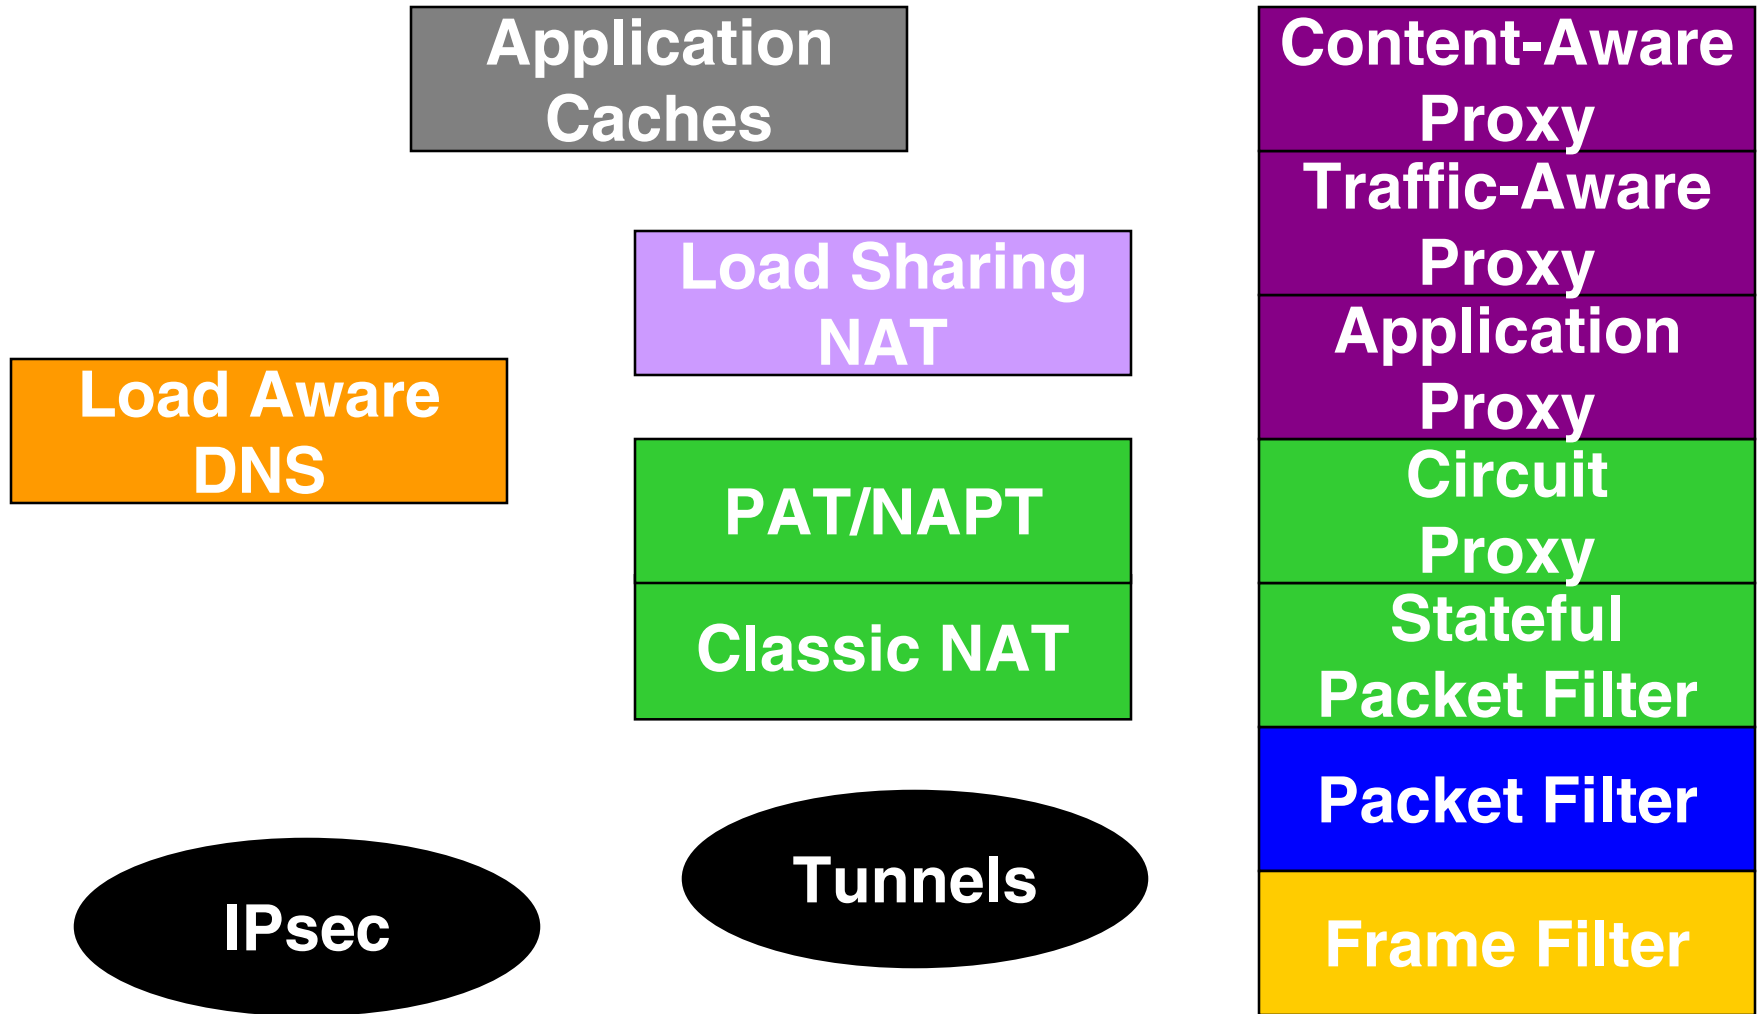 Application
Caches
Content-Aware
Proxy
Traffic-Aware
Proxy
Load Sharing
NAT
Application
Proxy
Load Aware
DNS
PAT/NAPT
Circuit
Proxy
Classic NAT
Stateful
Packet Filter
Packet Filter
Tunnels
IPsec
Frame Filter